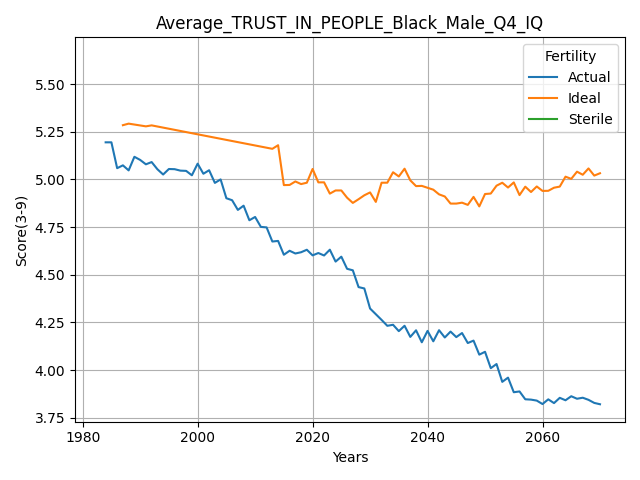 Average_TRUST_IN_PEOPLE_Black_Male_Q4_IQ
Fertility
Actual
Ideal
Sterile
Score(3-9)
5.50
5.25
5.00
4.75
4.50
4.25
4.00
3.75
1980
2000
2020
2040
2060
Years